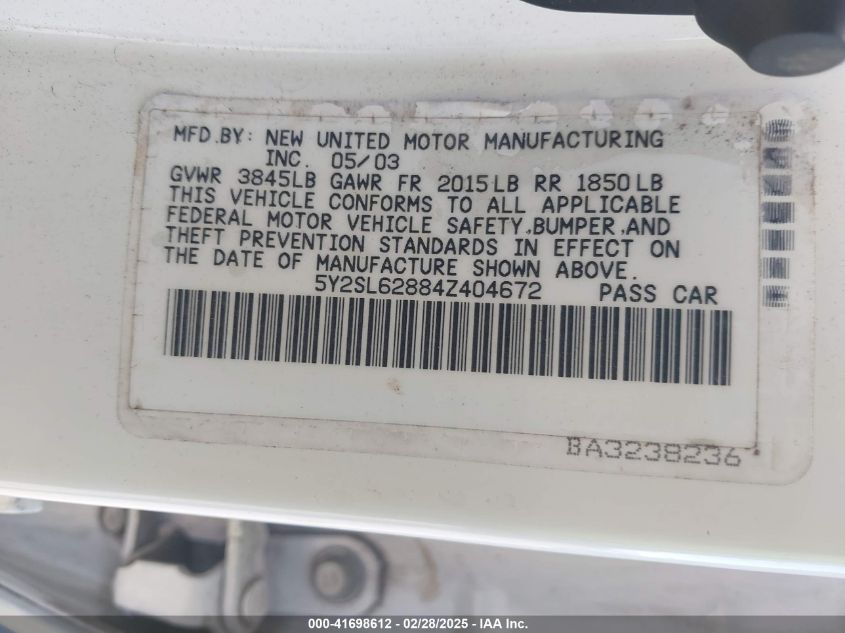 MFD.BY: NEW UNITED MOTOR MANUFACTURING
INC. 05/03
GVWR 3845LB GAWR FR 2015LB RR 1850LB
THIS VEHICLE CONFORMS TO ALL APPLICABLE
FEDERAL MOTOR VEHICLE SAFETY,BUMPER,AND
THEFT PREVENTION STANDARDS IN EFFECT ON
THE DATE OF MANUFACTURE SHOWN ABOVE.
5Y2SL62884Z404672 PASS CAR
BA3238236
000-41698612 / 02/28/2025 - IAA Inc.